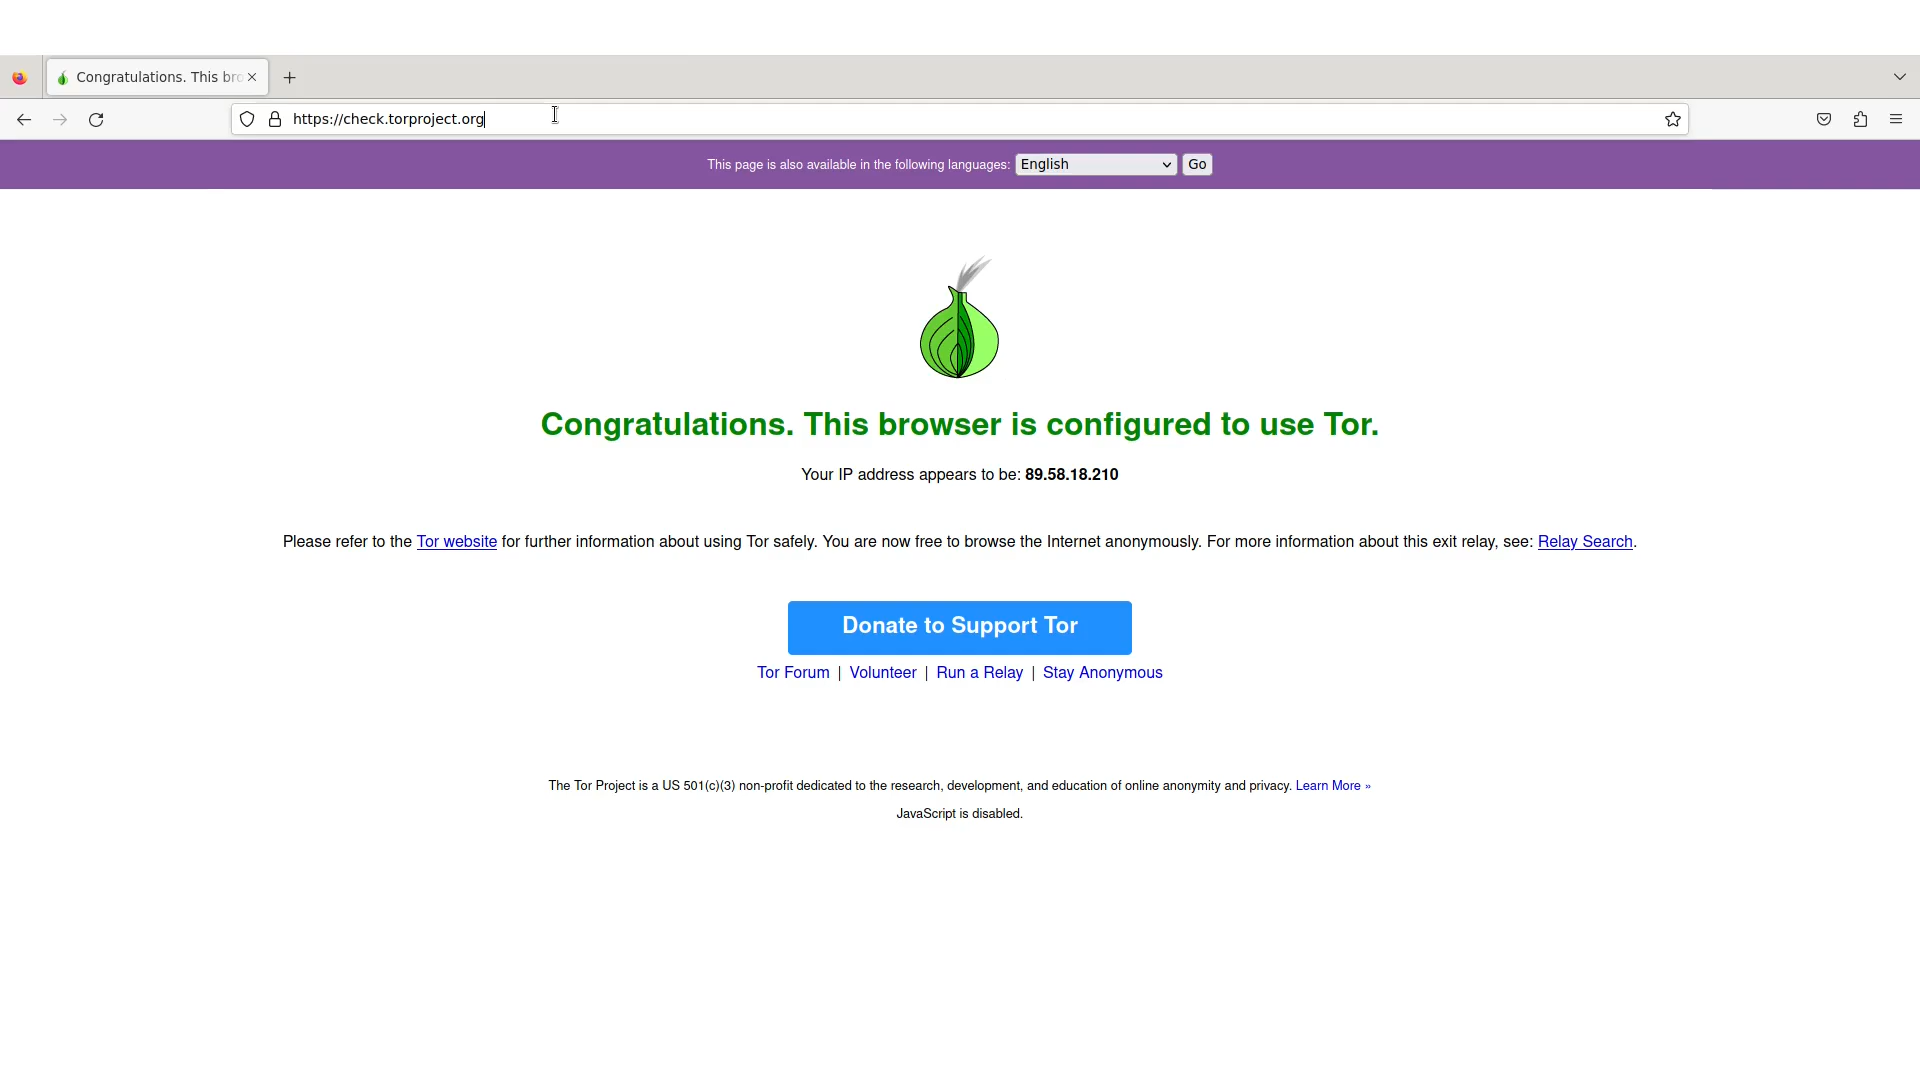 Congratulations. This bro
https://check.torproject.org
This page is also available in the following languages: English Go
Congratulations. This browser is configured to use Tor.
Your IP address appears to be: 89.58.18.210
Please refer to the Tor website for further information about using Tor safely. You are now free to browse the Internet anonymously. For more information about this exit relay, see: Relay Search.
Donate to Support Tor
Tor Forum | Volunteer | Run a Relay | Stay Anonymous
The Tor Project is a US 501(c)(3) non-profit dedicated to the research, development, and education of online anonymity and privacy. Learn More »
JavaScript is disabled.